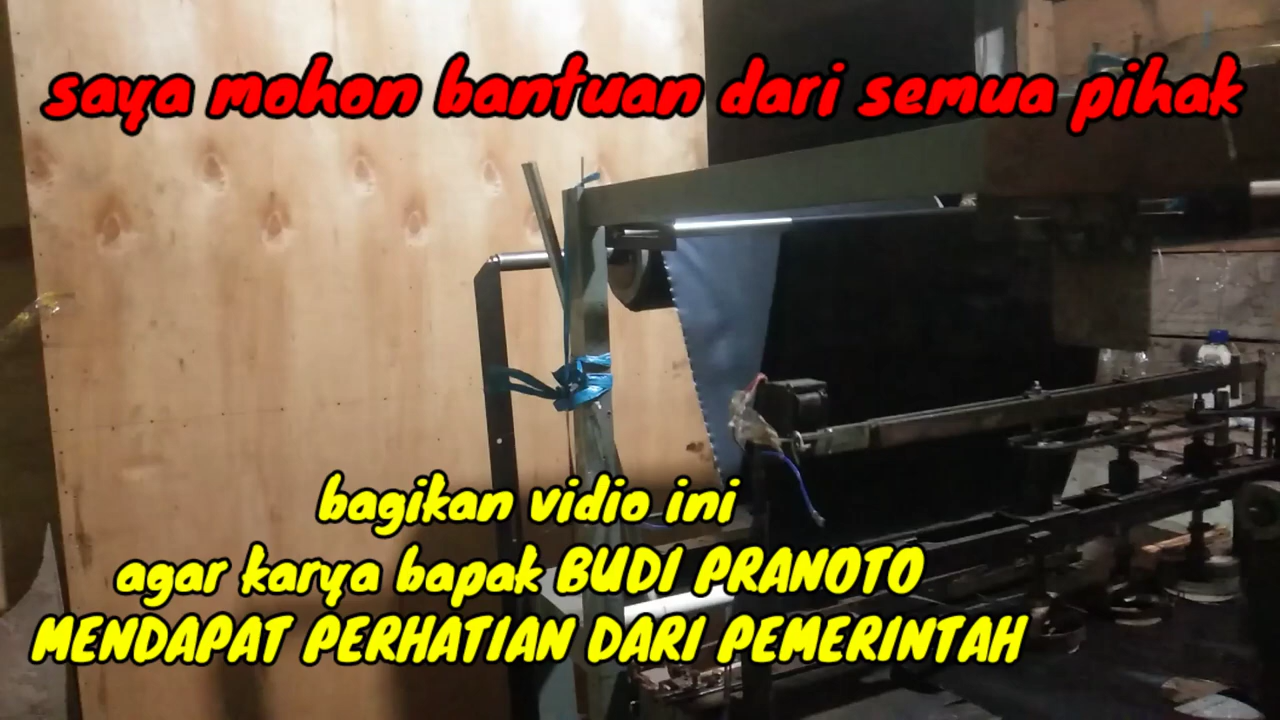 saya mohon bantuan dari semua pihak
bagikan vidio ini
agar karya bapak BUDI PRANOTO
MENDAPAT PERHATIAN DARI PEMERINTAH